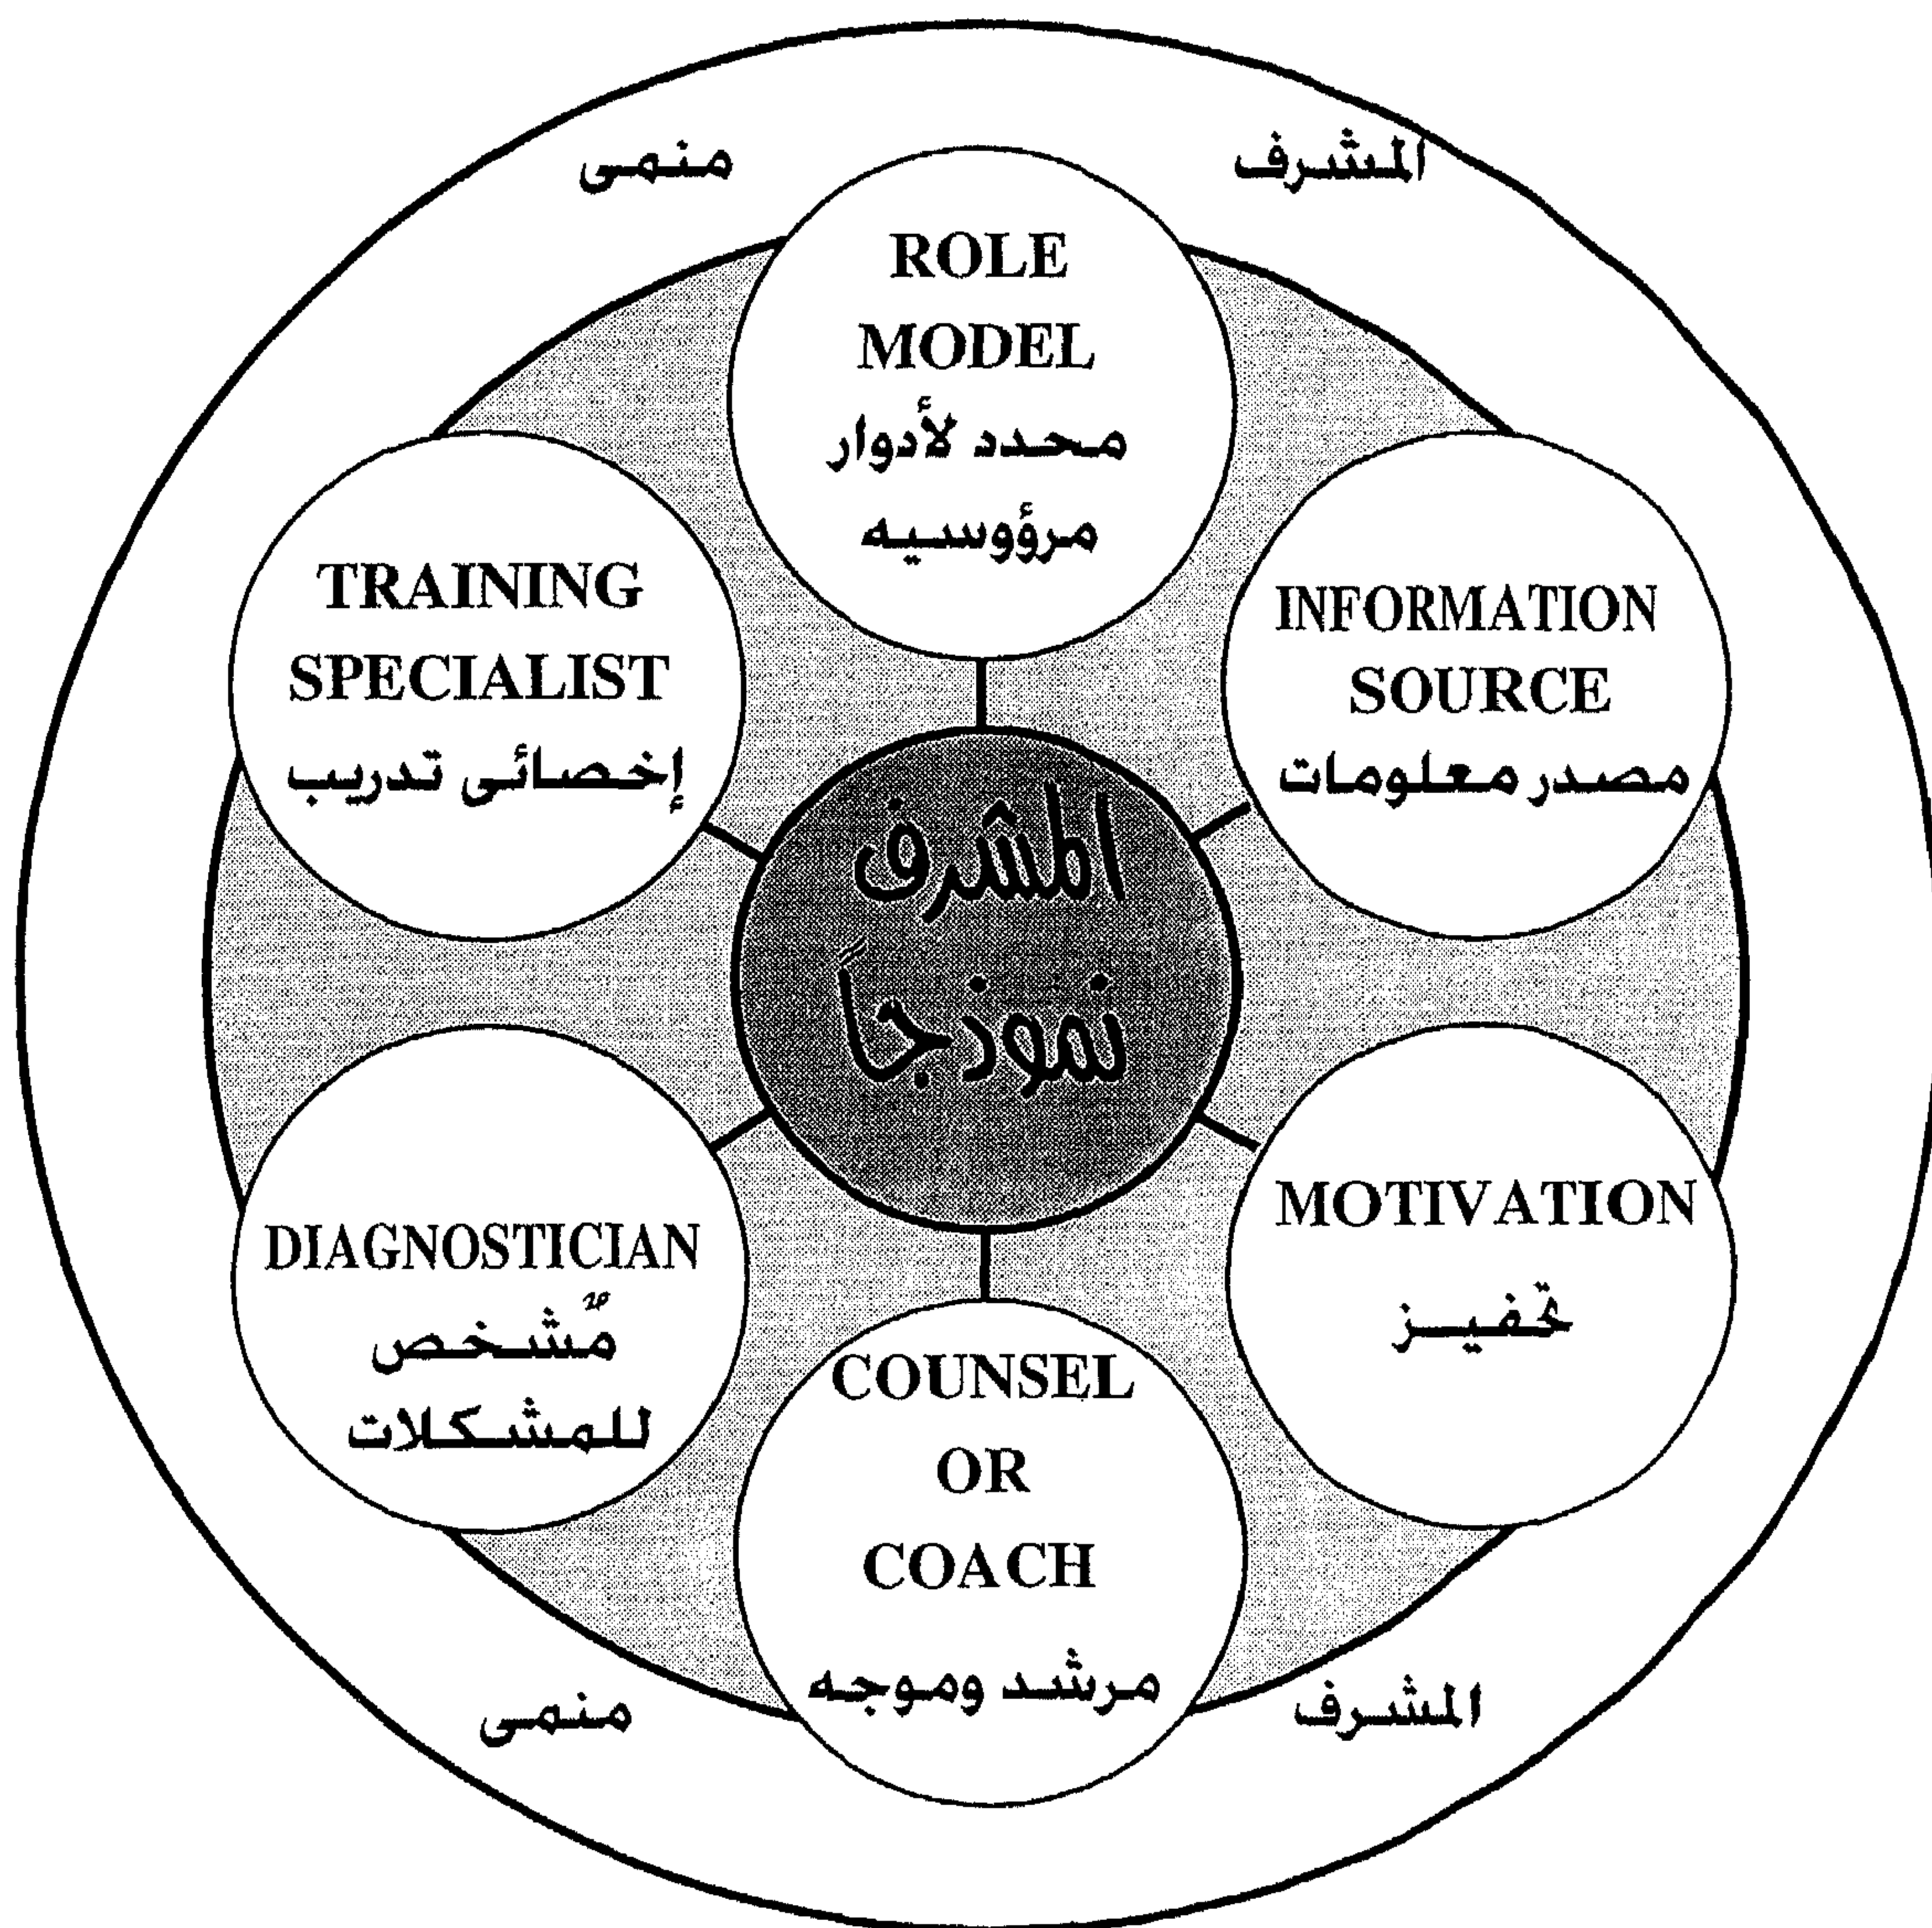 المشرف منمى
ROLE
MODEL
محدد لأدوار
مرؤوسيه
INFORMATION
SOURCE
مصدر معلومات
MOTIVATION
تحفيز
COUNSEL
OR
COACH
مرشد وموجه
DIAGNOSTICIAN
مُشخص
للمشكلات
TRAINING
SPECIALIST
إخصائى تدريب
المشرف
نموذجاً
المشرف منمى